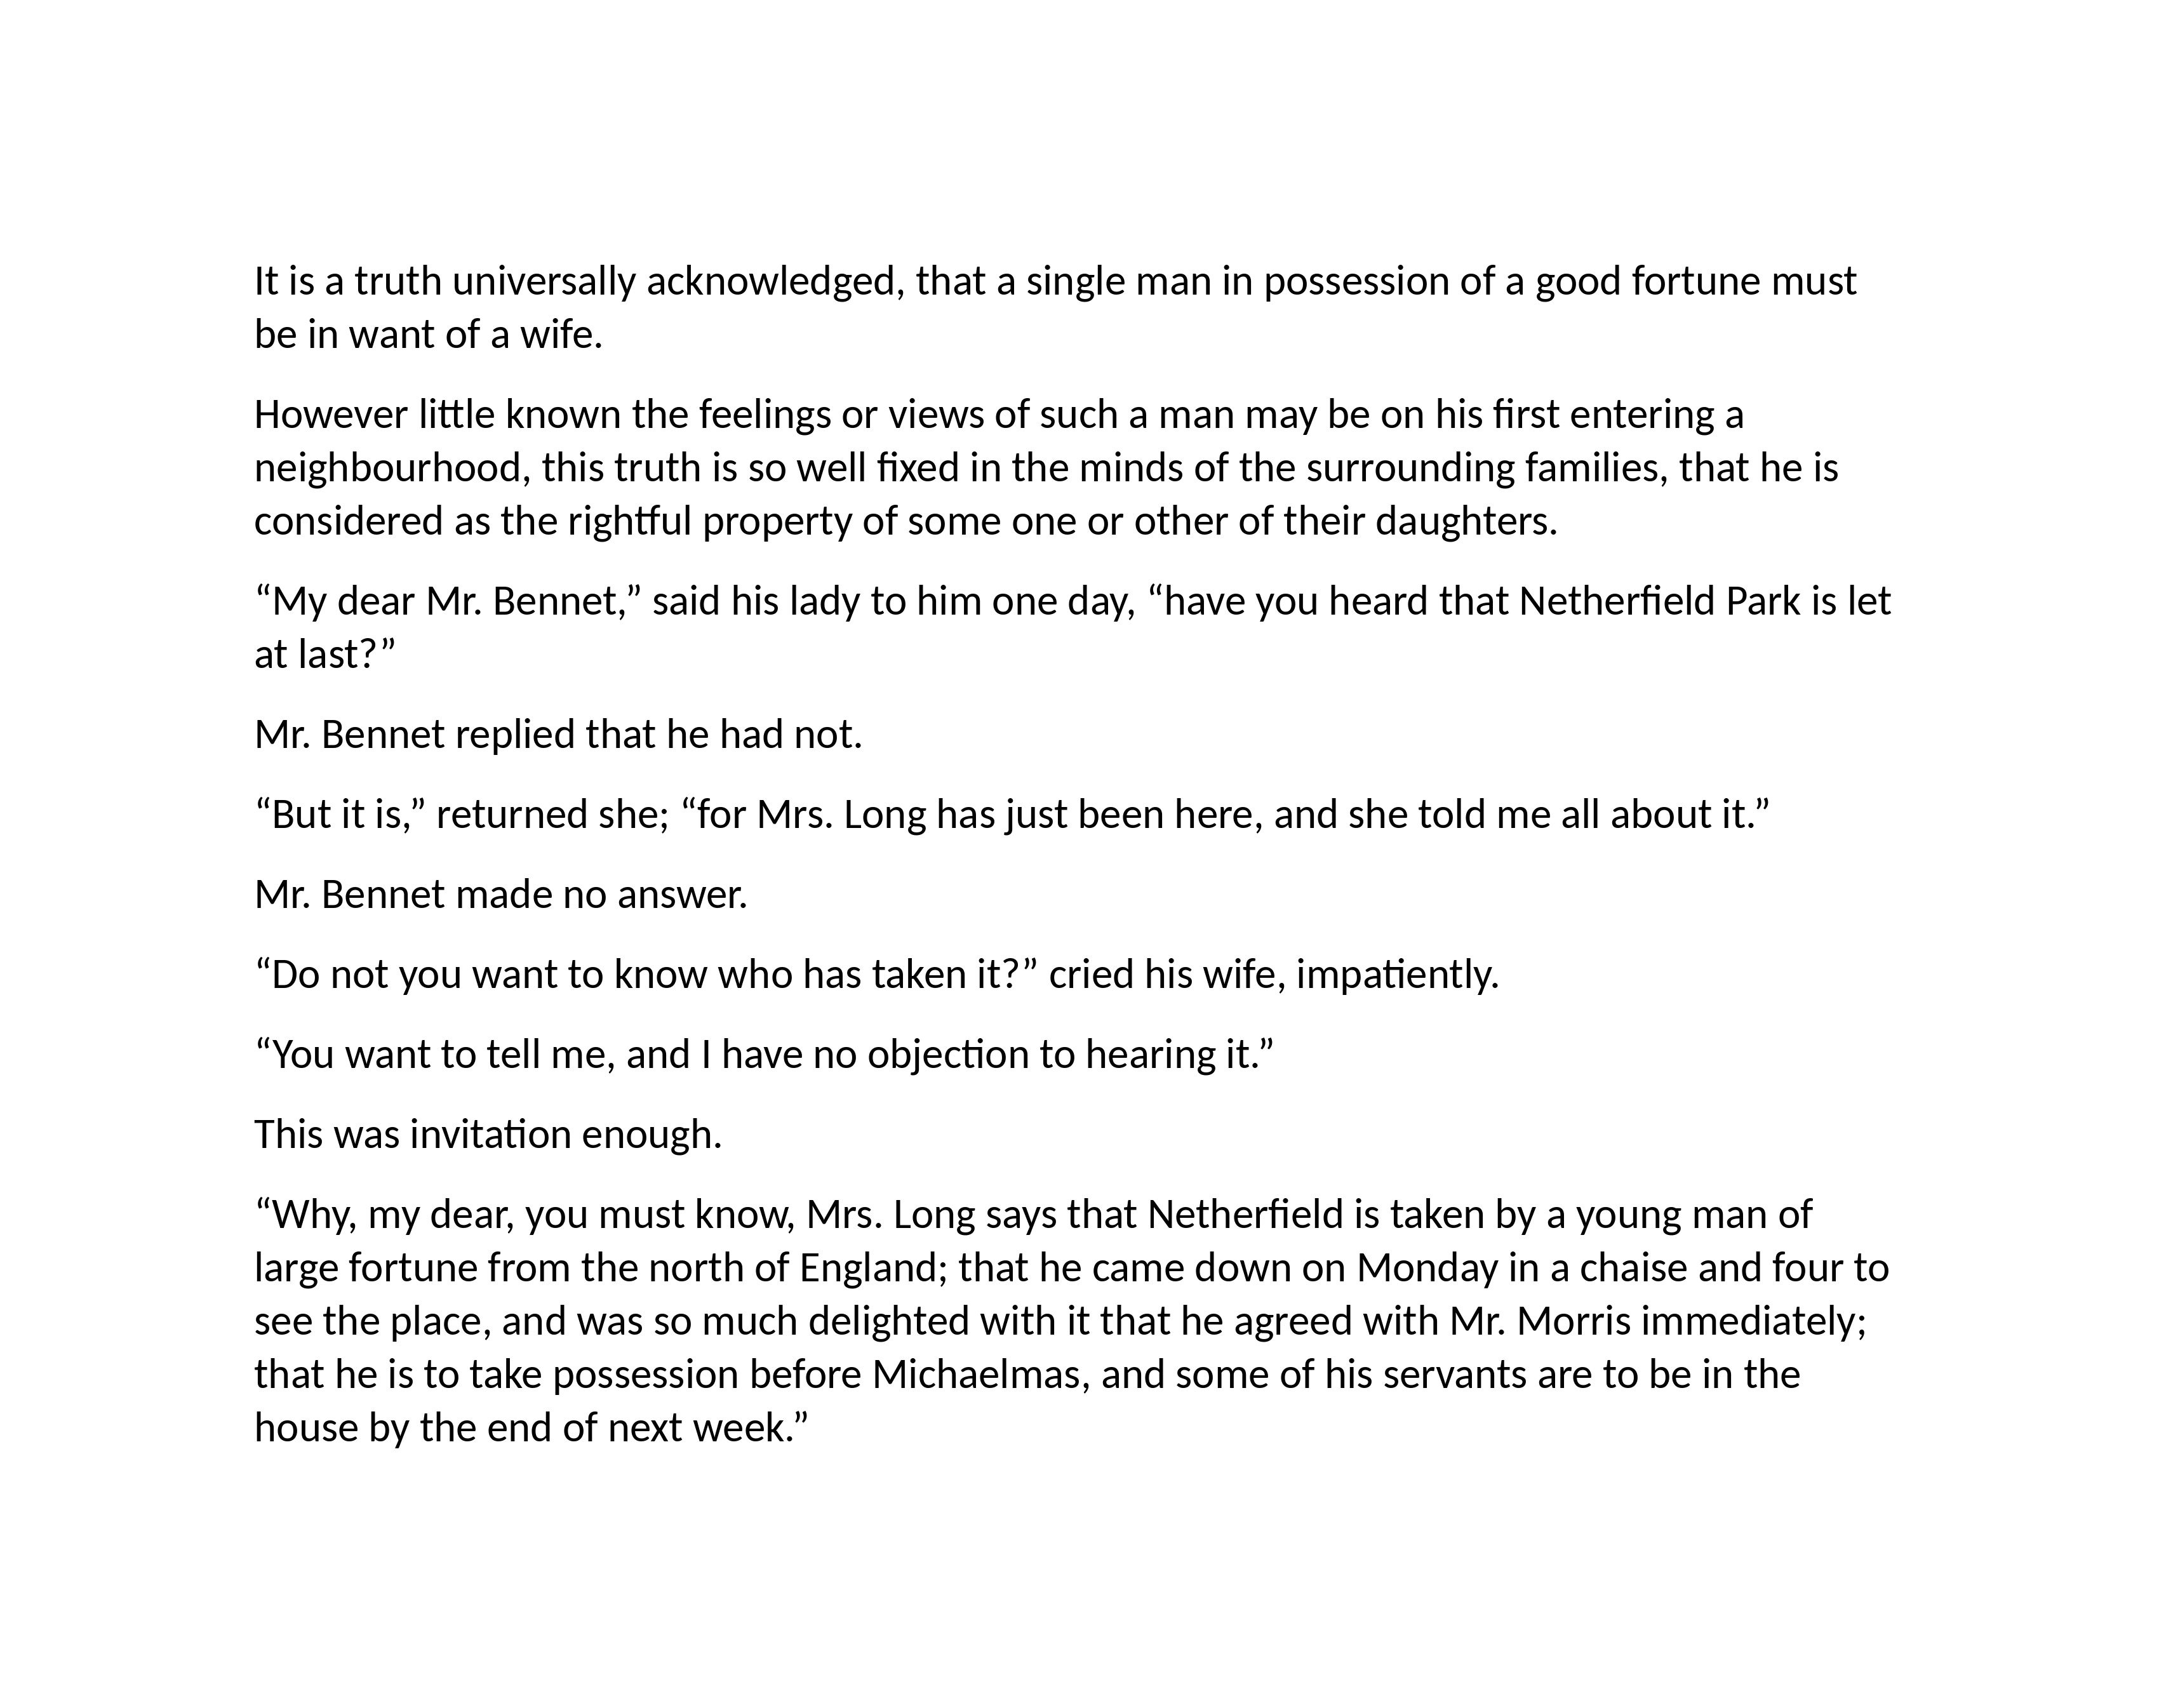 It is a truth universally acknowledged, that a single man in possession of a good fortune must
be in want of a wife.
However little known the feelings or views of such a man may be on his first entering a
neighbourhood, this truth is so well fixed in the minds of the surrounding families, that he is
considered as the rightful property of some one or other of their daughters.
“My dear Mr. Bennet,” said his lady to him one day, “have you heard that Netherfield Park is let
at last?”
Mr. Bennet replied that he had not.
“But it is,” returned she; “for Mrs. Long has just been here, and she told me all about it.”
Mr. Bennet made no answer.
“Do not you want to know who has taken it?” cried his wife, impatiently.
“You want to tell me, and I have no objection to hearing it.”
This was invitation enough.
“Why, my dear, you must know, Mrs. Long says that Netherfield is taken by a young man of
large fortune from the north of England; that he came down on Monday in a chaise and four to
see the place, and was so much delighted with it that he agreed with Mr. Morris immediately;
that he is to take possession before Michaelmas, and some of his servants are to be in the
house by the end of next week.”